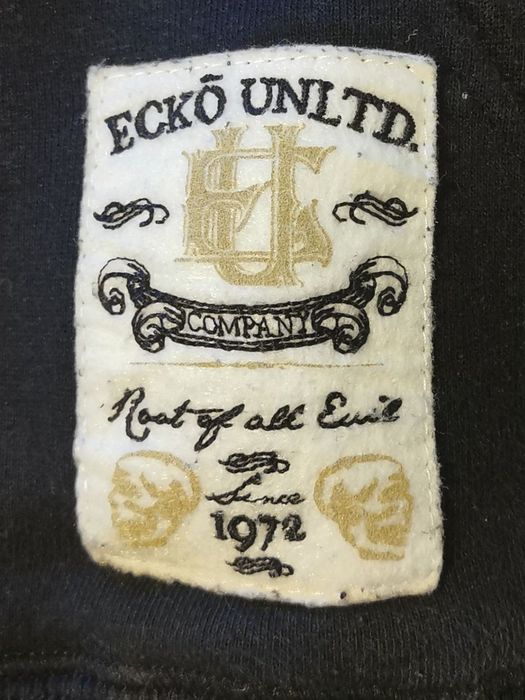 ECKŌ UNLTD.
COMPANY
Root of all Evil
Since
1972